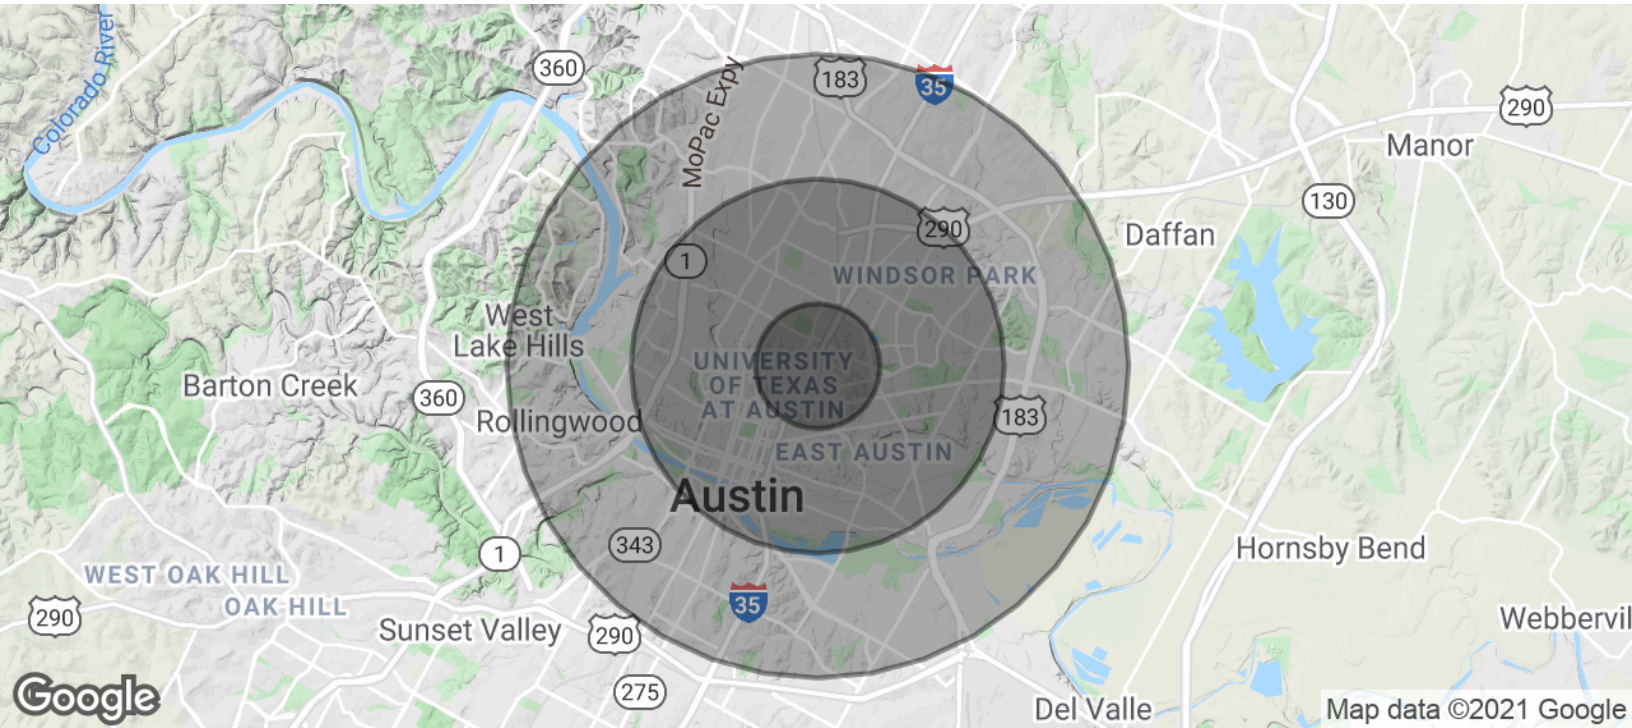 Colorado River
360
183
35
MoPac Expy
290
Manor
130
290
Daffan
1
WINDSOR PARK
West
Lake Hills
UNIVERSITY
OF TEXAS
AT AUSTIN
Barton Creek
360
Rollingwood
183
EAST AUSTIN
Austin
343
1
Hornsby Bend
WEST OAK HILL
OAK HILL
35
290
Sunset Valley
290
Webbervil
275
Google
Del Valle
Map data ©2021 Google